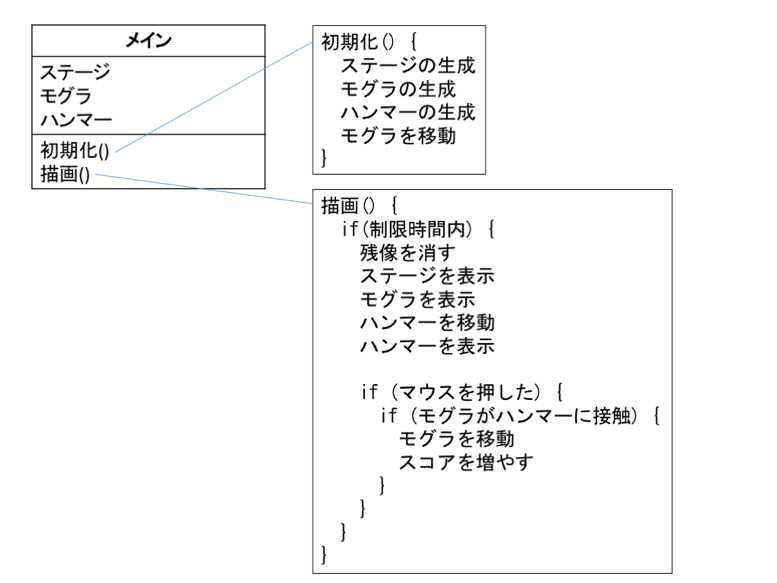 メイン
ステージ
モグラ
ハンマー
初期化()
描画()
初期化() {
ステージの生成
モグラの生成
ハンマーの生成
モグラを移動
}
描画() {
if(制限時間内) {
残像を消す
ステージを表示
モグラを表示
ハンマーを移動
ハンマーを表示
if (マウスを押した) {
if (モグラがハンマーに接触) {
モグラを移動
スコアを増やす
}
}
}
}